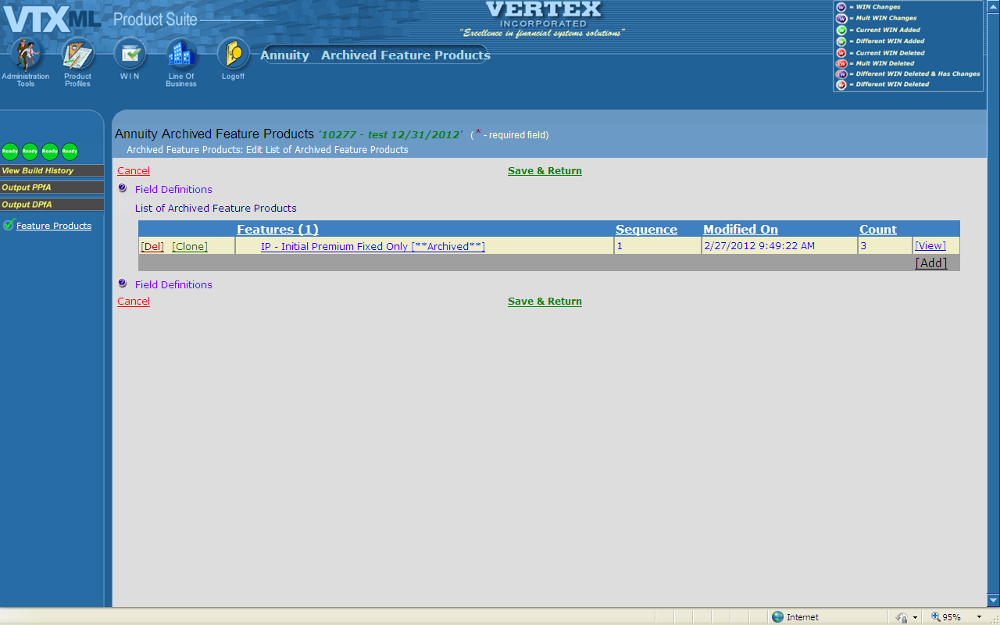 VTXML Product Suite
VERTEX
INCORPORATED
"Excellence in financial systems solutions"
Administration Tools
Product Profiles
WIN
Line Of Business
Logoff
Annuity Archived Feature Products
= WIN Changes
= Mult WIN Changes
= Current WIN Added
= Different WIN Added
= Current WIN Deleted
= Mult WIN Deleted
= Different WIN Deleted & Has Changes
= Different WIN Deleted
Ready Ready Ready Ready
View Build History
Output PPfA
Output DPfA
Feature Products
Annuity Archived Feature Products '10277 - test 12/31/2012' ( * - required field)
Archived Feature Products: Edit List of Archived Feature Products
Cancel Save & Return
Field Definitions
List of Archived Feature Products
Features (1) Sequence Modified On Count
[Del] [Clone] IP - Initial Premium Fixed Only [**Archived**] 1 2/27/2012 9:49:22 AM 3 [View]
[Add]
Field Definitions
Cancel Save & Return
Internet 95%